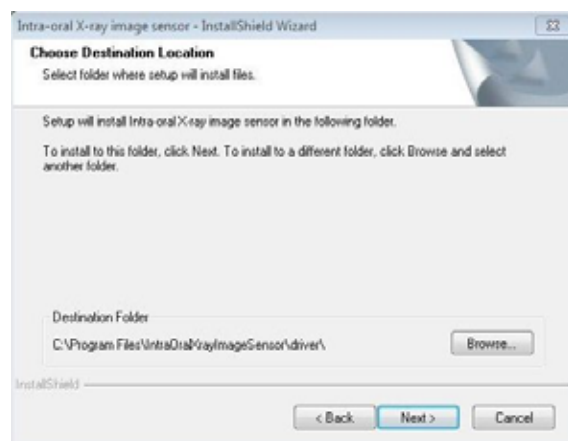 Intra-oral X-ray image sensor - InstallShield Wizard
Choose Destination Location
Select folder where setup will install files.
Setup will install Intra-oral X-ray image sensor in the following folder.
To install to this folder, click Next. To install to a different folder, click Browse and select
another folder.
Destination Folder
C:\Program Files\IntraOralXrayImageSensor\driver\
Browse...
InstallShield
< Back
Next >
Cancel